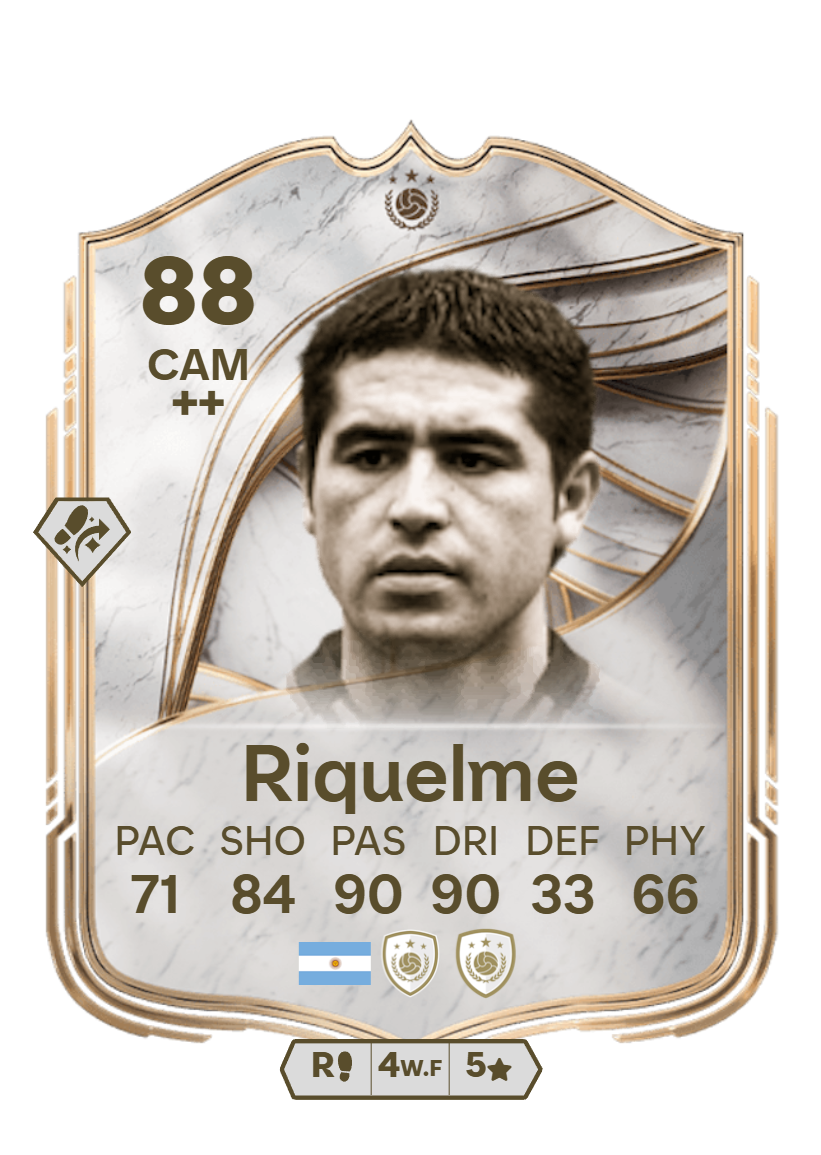 88
CAM
++
Riquelme
PAC SHO PAS DRI DEF PHY
71 84 90 90 33 66
R 4W.F 5